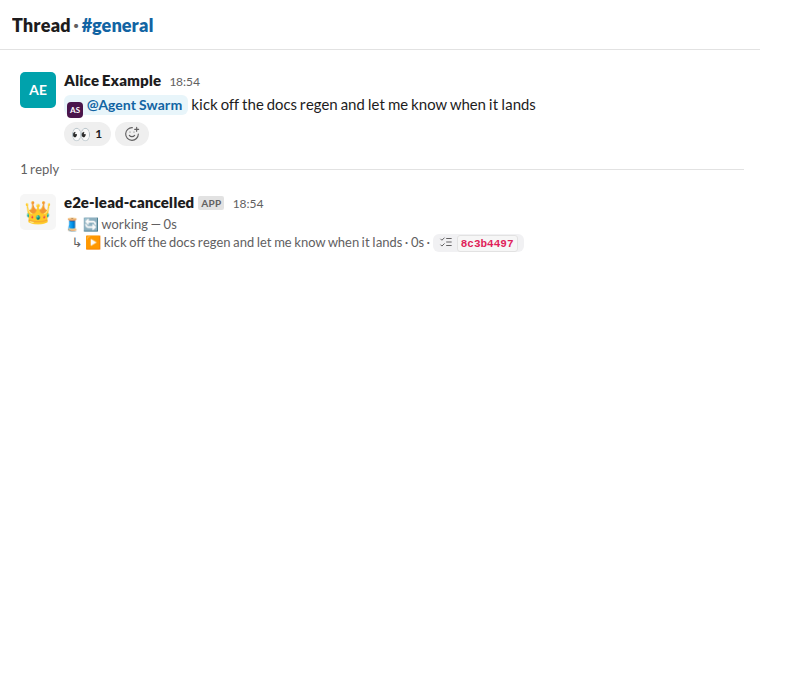 Thread • #general
AE
Alice Example 18:54
AS @Agent Swarm kick off the docs regen and let me know when it lands
👀 1
1 reply
e2e-lead-cancelled APP 18:54
🧵 🔄 working — 0s
↳ ▶️ kick off the docs regen and let me know when it lands · 0s · 8c3b4497